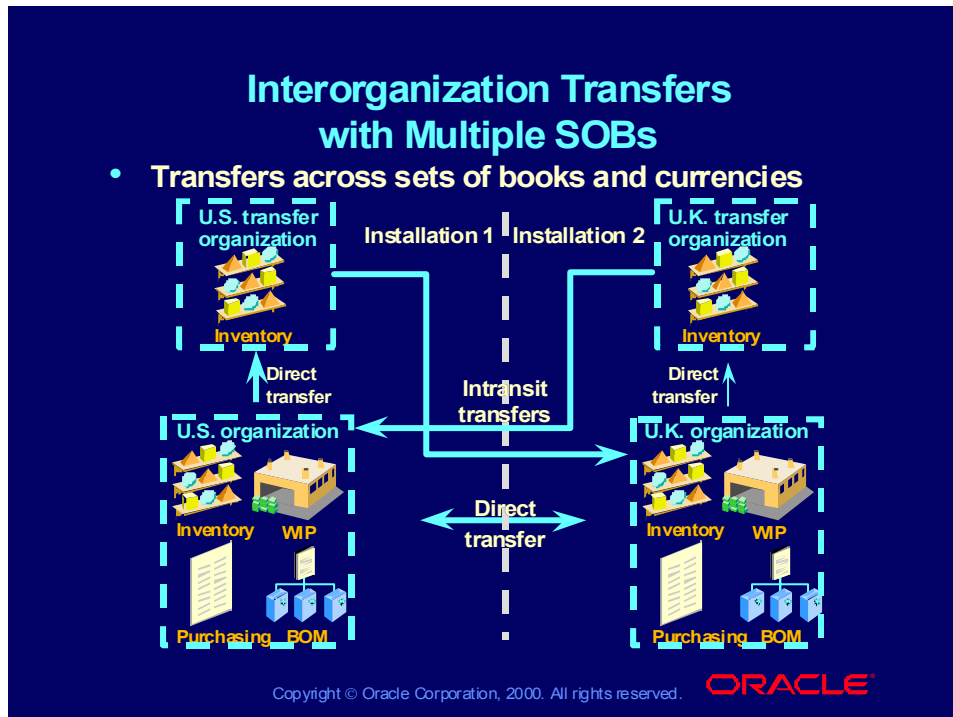 Interorganization Transfers
with Multiple SOBs
• Transfers across sets of books and currencies
U.S. transfer
organization
Inventory
Installation 1
Installation 2
U.K. transfer
organization
Inventory
Direct
transfer
Intransit
transfers
Direct
transfer
U.S. organization
Inventory
WIP
Purchasing
BOM
Direct
transfer
U.K. organization
Inventory
WIP
Purchasing
BOM
Copyright © Oracle Corporation, 2000. All rights reserved.
ORACLE®